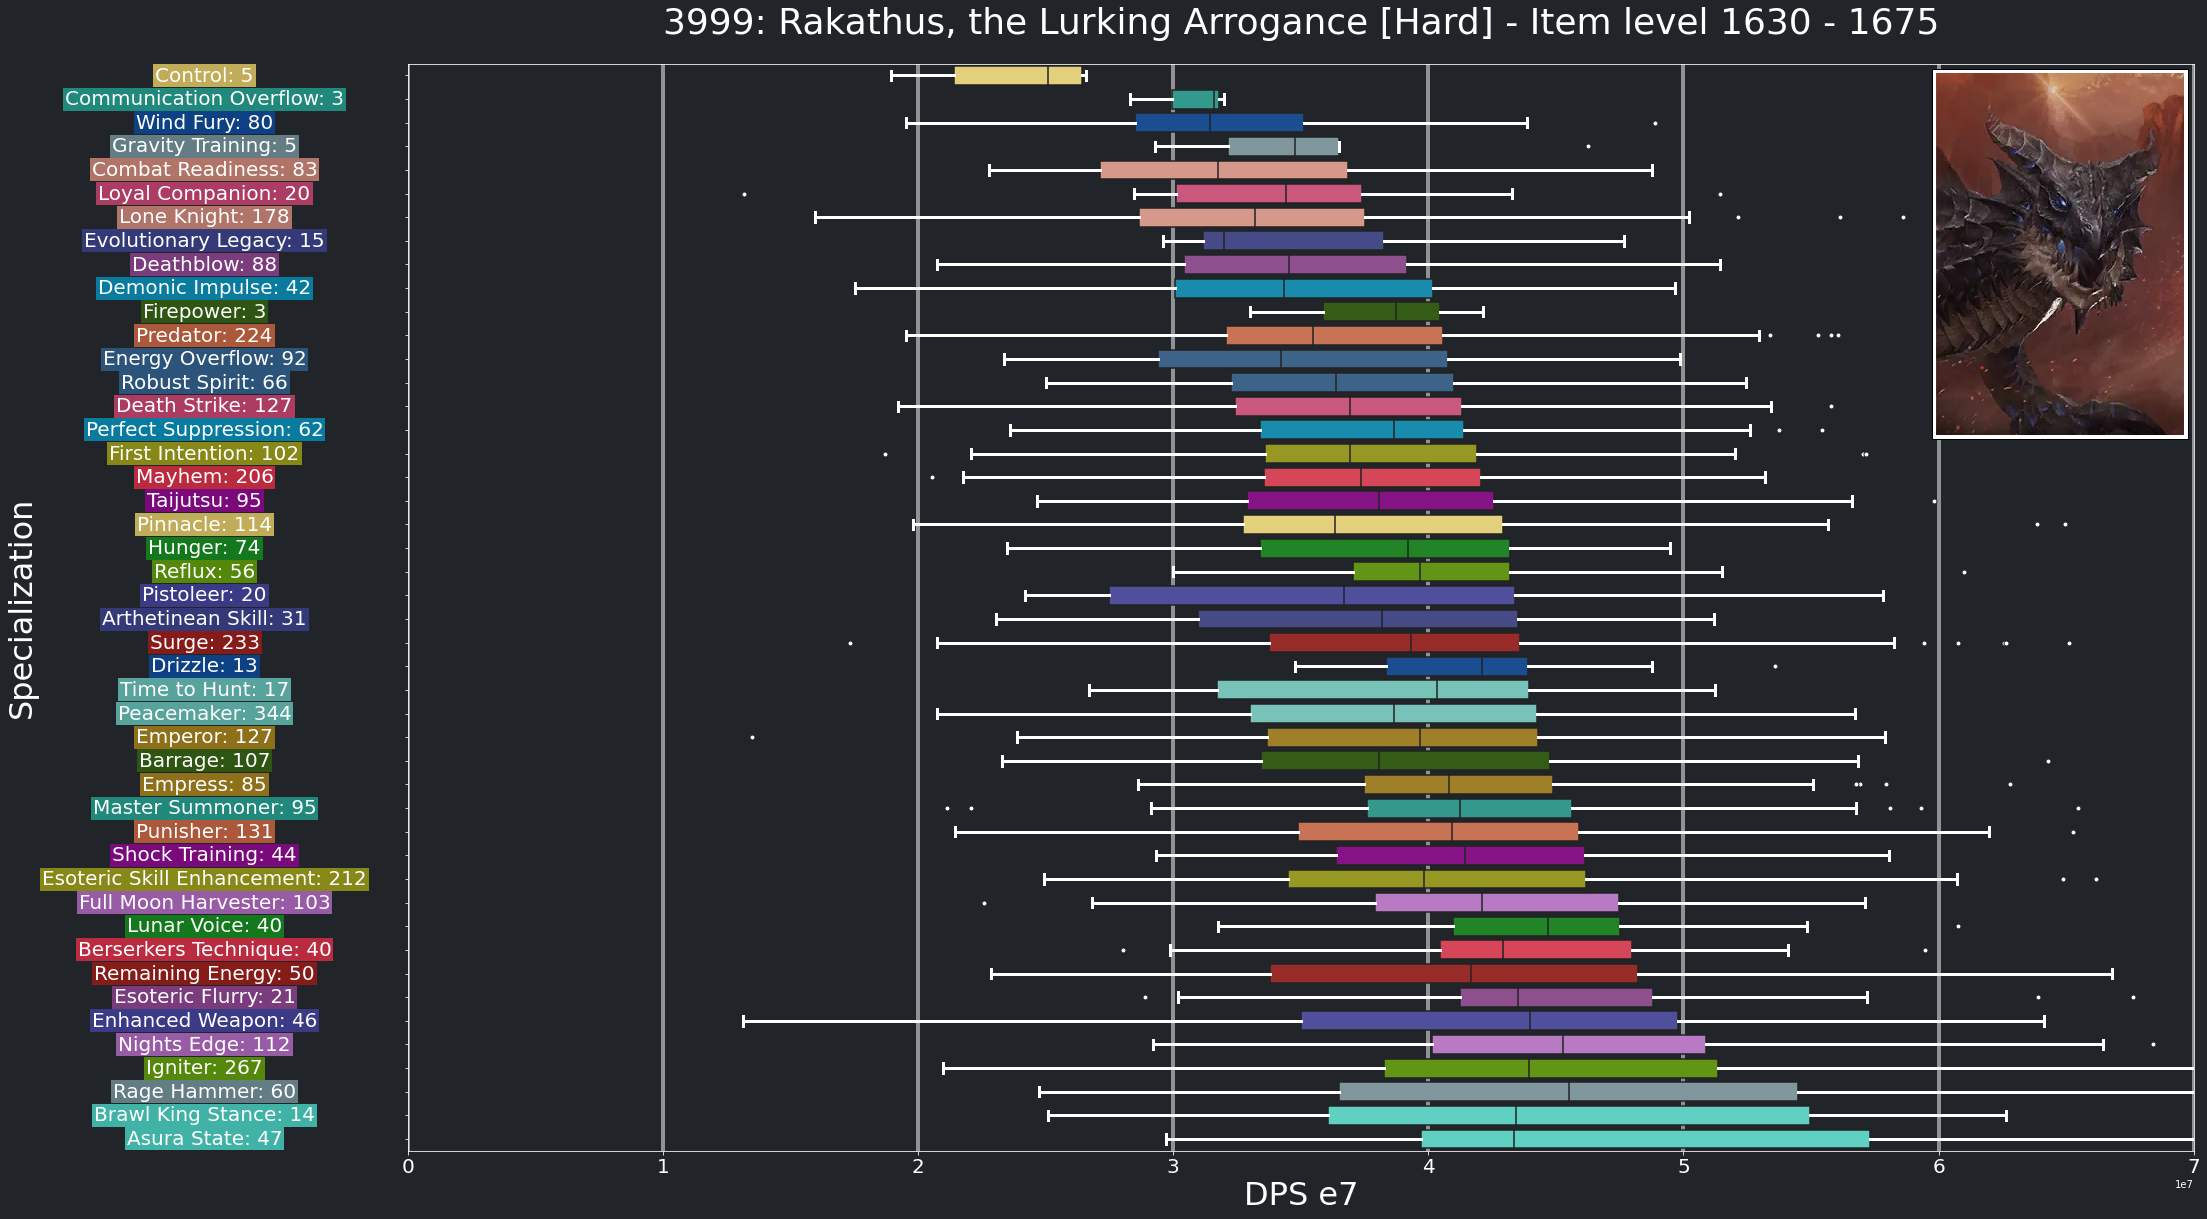 3999: Rakathus, the Lurking Arrogance [Hard] - Item level 1630 - 1675
Specialization
Control: 5
Communication Overflow: 3
Wind Fury: 80
Gravity Training: 5
Combat Readiness: 83
Loyal Companion: 20
Lone Knight: 178
Evolutionary Legacy: 15
Deathblow: 88
Demonic Impulse: 42
Firepower: 3
Predator: 224
Energy Overflow: 92
Robust Spirit: 66
Death Strike: 127
Perfect Suppression: 62
First Intention: 102
Mayhem: 206
Taijutsu: 95
Pinnacle: 114
Hunger: 74
Reflux: 56
Pistoleer: 20
Arthetinean Skill: 31
Surge: 233
Drizzle: 13
Time to Hunt: 17
Peacemaker: 344
Emperor: 127
Barrage: 107
Empress: 85
Master Summoner: 95
Punisher: 131
Shock Training: 44
Esoteric Skill Enhancement: 212
Full Moon Harvester: 103
Lunar Voice: 40
Berserkers Technique: 40
Remaining Energy: 50
Esoteric Flurry: 21
Enhanced Weapon: 46
Nights Edge: 112
Igniter: 267
Rage Hammer: 60
Brawl King Stance: 14
Asura State: 47
0 1 2 3 4 5 6 7
1e7
DPS e7